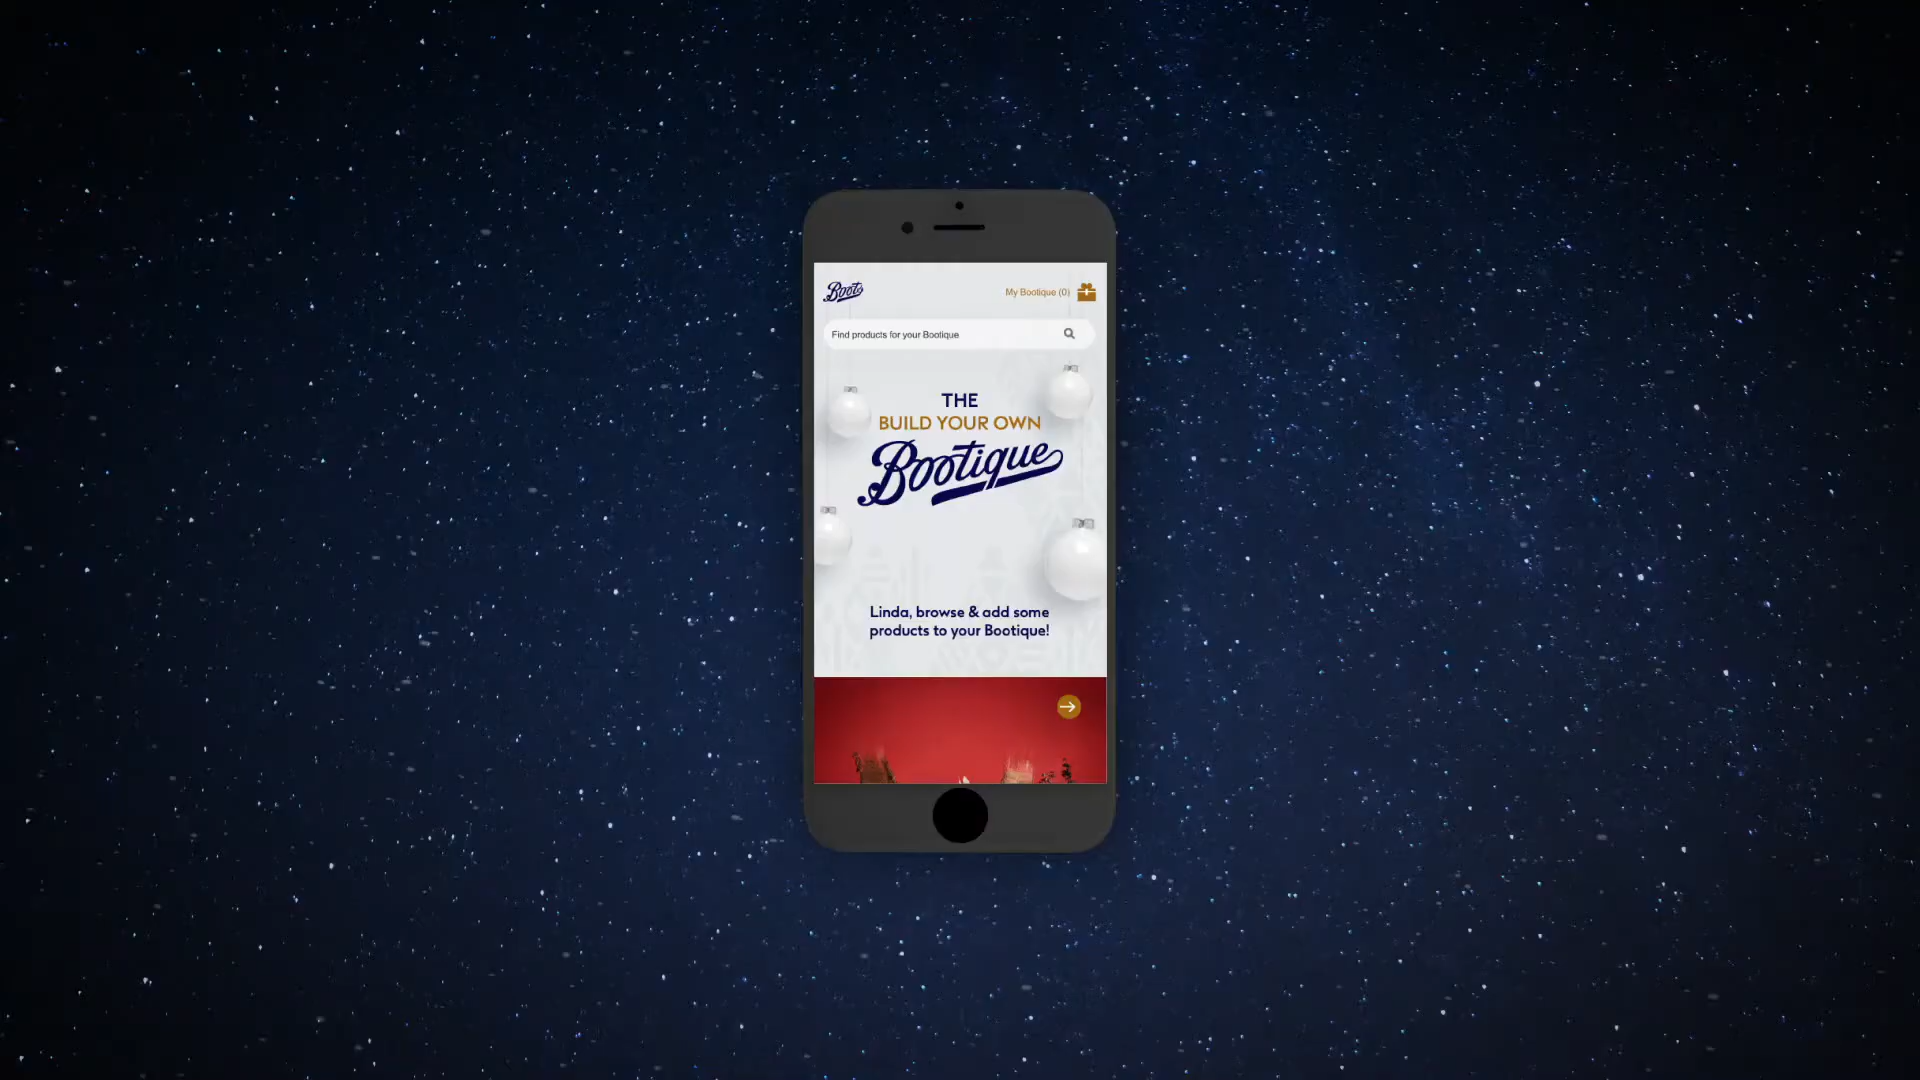 Boots
My Bootique (0)
Find products for your Bootique
THE
BUILD YOUR OWN
Bootique
Linda, browse & add some
products to your Bootique!